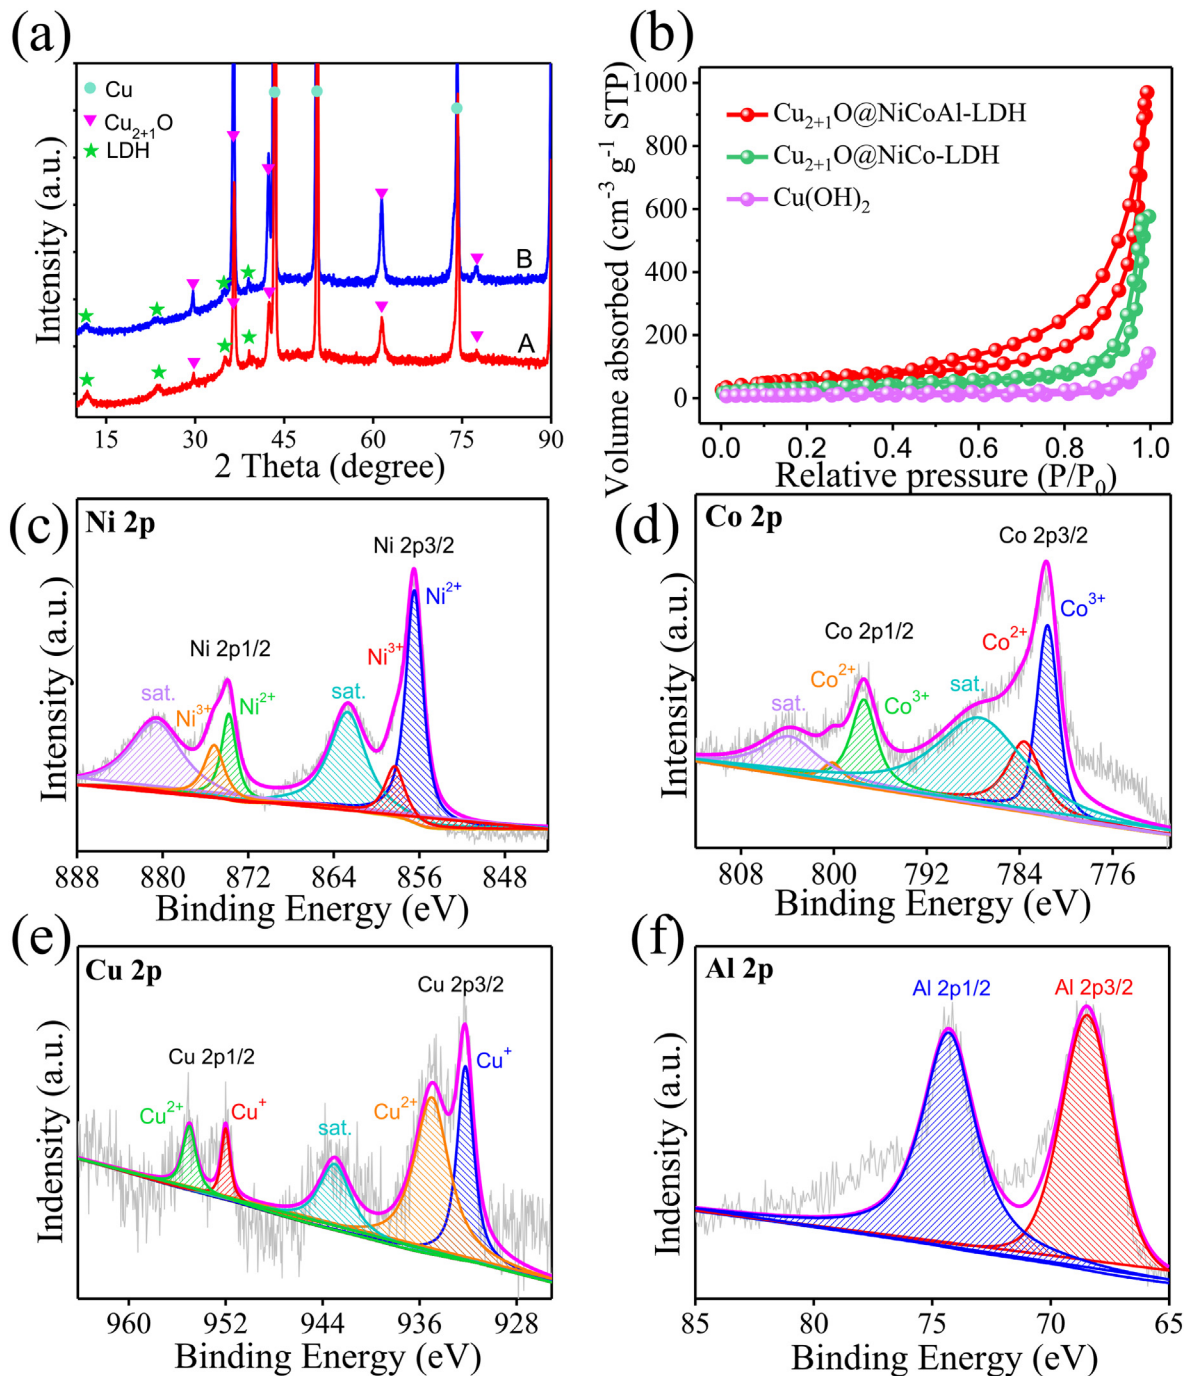 (a)
Cu
Cu₂₊₁O
LDH
B
A
Intensity (a.u.)
15 30 45 60 75 90
2 Theta (degree)
(b)
1000
800
600
400
200
0
Cu₂₊₁O@NiCoAl-LDH
Cu₂₊₁O@NiCo-LDH
Cu(OH)₂
Volume absorbed (cm⁻³ g⁻¹ STP)
0.0 0.2 0.4 0.6 0.8 1.0
Relative pressure (P/P₀)
(c)
Ni 2p
Ni 2p3/2
Ni²⁺
Ni³⁺
Ni 2p1/2
sat.
Ni³⁺
Ni²⁺
sat.
Intensity (a.u.)
888 880 872 864 856 848
Binding Energy (eV)
(d)
Co 2p
Co 2p3/2
Co³⁺
Co²⁺
Co 2p1/2
Co²⁺
sat.
Co³⁺
sat.
Intensity (a.u.)
808 800 792 784 776
Binding Energy (eV)
(e)
Cu 2p
Cu 2p3/2
Cu 2p1/2
Cu⁺
Cu²⁺
Cu⁺
Cu²⁺
sat.
Indensity (a.u.)
960 952 944 936 928
Binding Energy (eV)
(f)
Al 2p
Al 2p1/2
Al 2p3/2
Indensity (a.u.)
85 80 75 70 65
Binding Energy (eV)